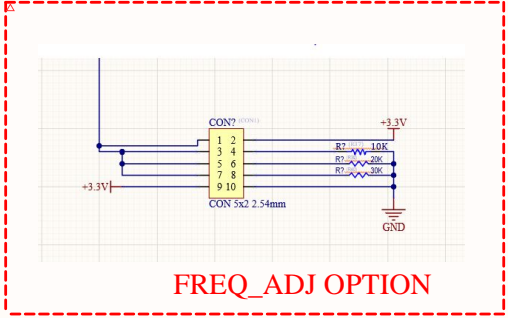 CON?
+3.3V
1 2
R? 10K
3 4
R? 20K
5 6
R? 30K
7 8
+3.3V
9 10
CON 5x2 2.54mm
GND
FREQ_ADJ OPTION